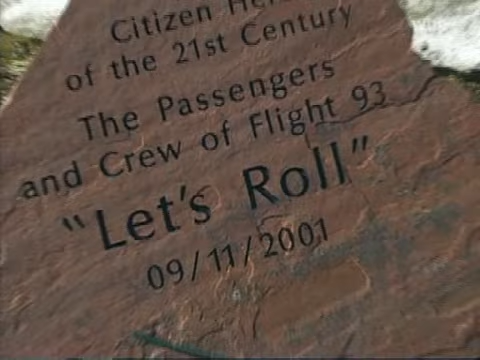 Citizen
of the 21st Century
The Passengers
and Crew of Flight 93
"Let's Roll"
09/11/2001